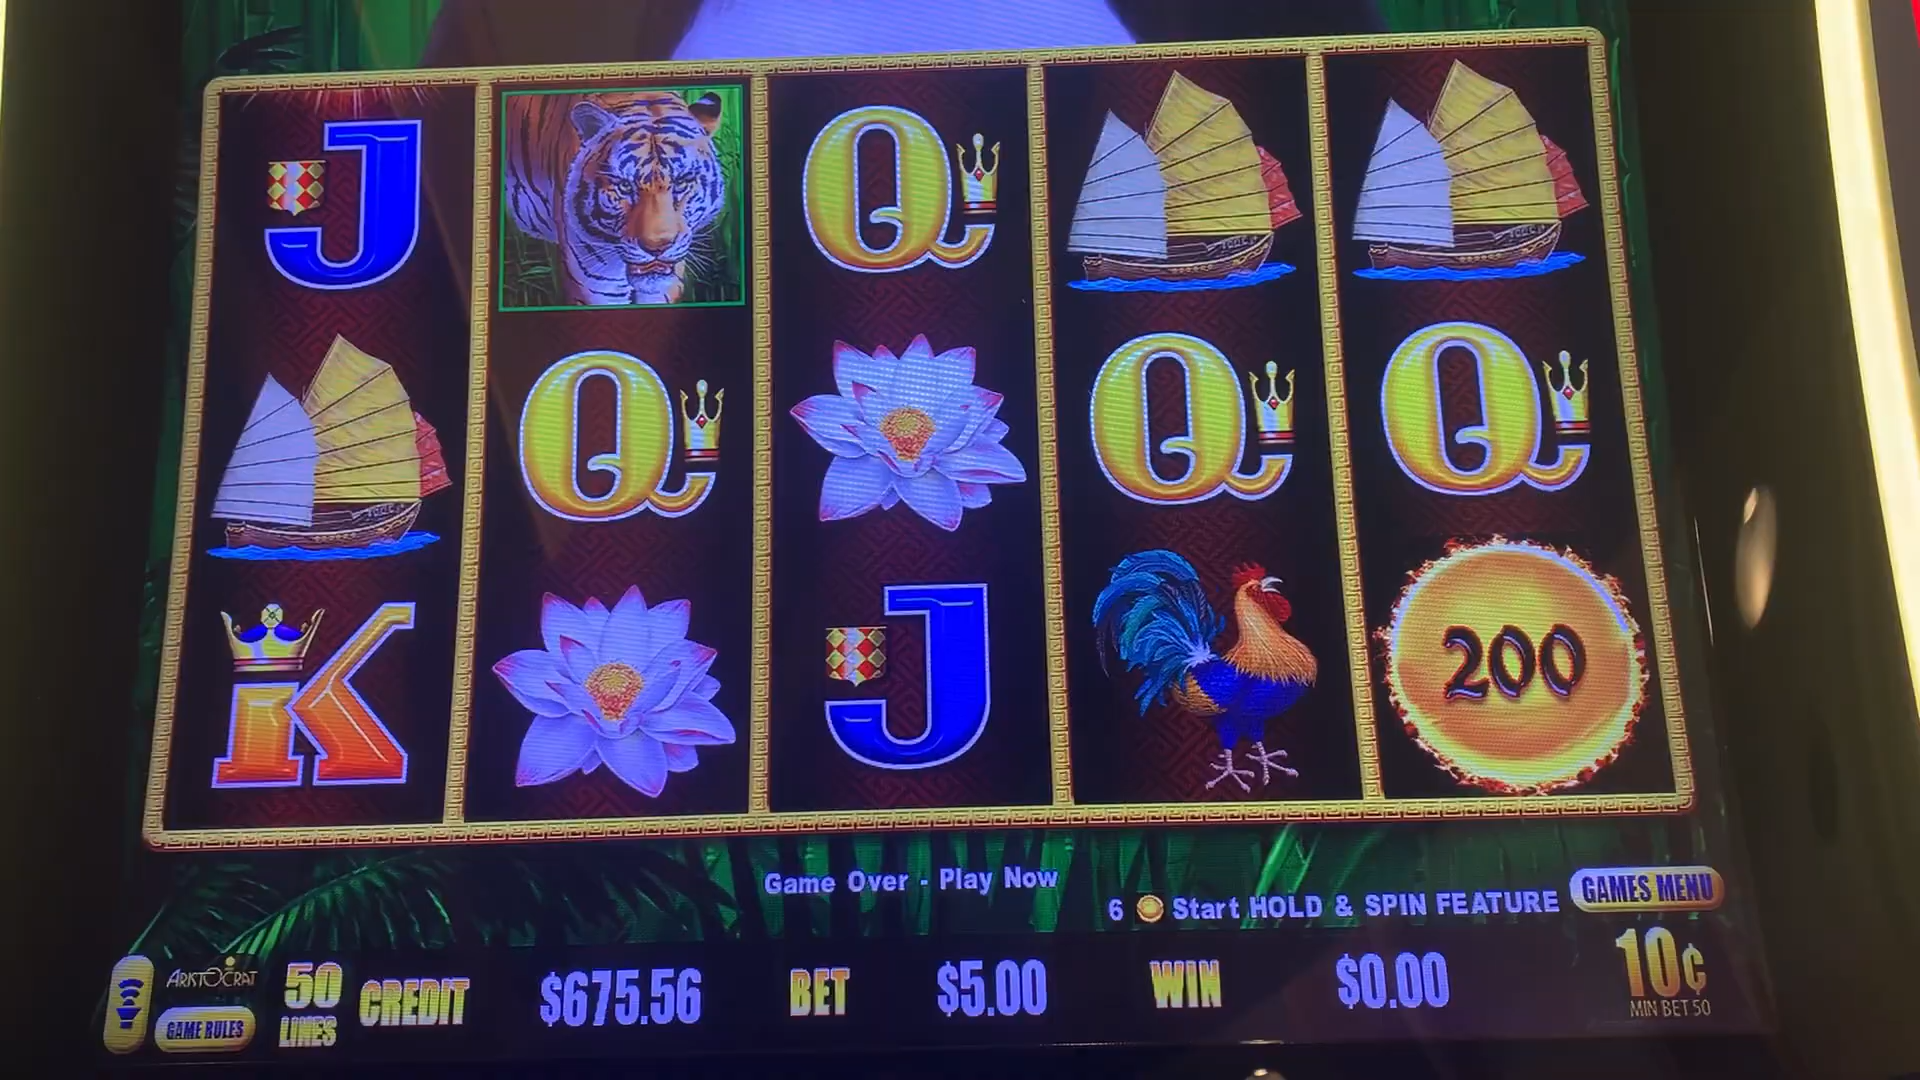 J
Q
Q
Q
K
J
200
Game Over - Play Now
6 Start HOLD & SPIN FEATURE
GAMES MENU
ARISTOCRAT
GAME RULES
50 LINES
CREDIT $675.56
BET $5.00
WIN $0.00
10¢
MIN BET 50